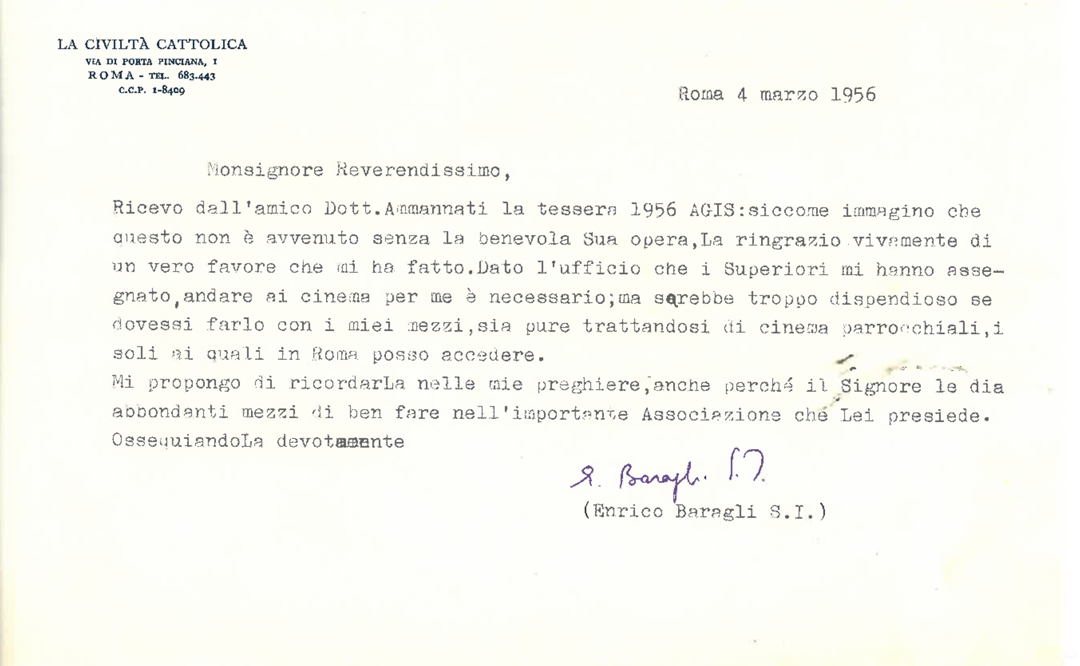 LA CIVILTÀ CATTOLICA
VIA DI PORTA PINCIANA, 1
ROMA - TEL. 683-443
C.C.P. 1-8409
Roma 4 marzo 1956
Monsignore Reverendissimo,
Ricevo dall'amico Dott.Ammannati la tessera 1956 AGIS:siccome immagino che
questo non è avvenuto senza la benevola Sua opera,La ringrazio vivamente di
un vero favore che mi ha fatto.Dato l'ufficio che i Superiori mi hanno asse-
gnato,andare ai cinema per me è necessario;ma sarebbe troppo dispendioso se
dovessi farlo con i miei mezzi,sia pure trattandosi di cinema parrocchiali,i
soli ai quali in Roma posso accedere.
Mi propongo di ricordarLa nelle mie preghiere,anche perché il Signore le dia
abbondanti mezzi di ben fare nell'importante Associazione che Lei presiede.
OssequiandoLa devotamente
E. Baragli S.I.
(Enrico Baragli S.I.)